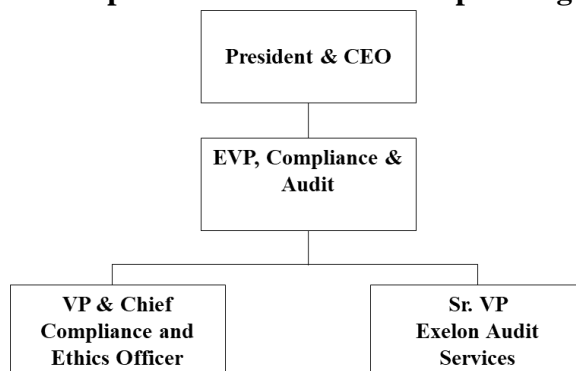 President & CEO
EVP, Compliance &
Audit
VP & Chief
Compliance and
Ethics Officer
Sr. VP
Exelon Audit
Services